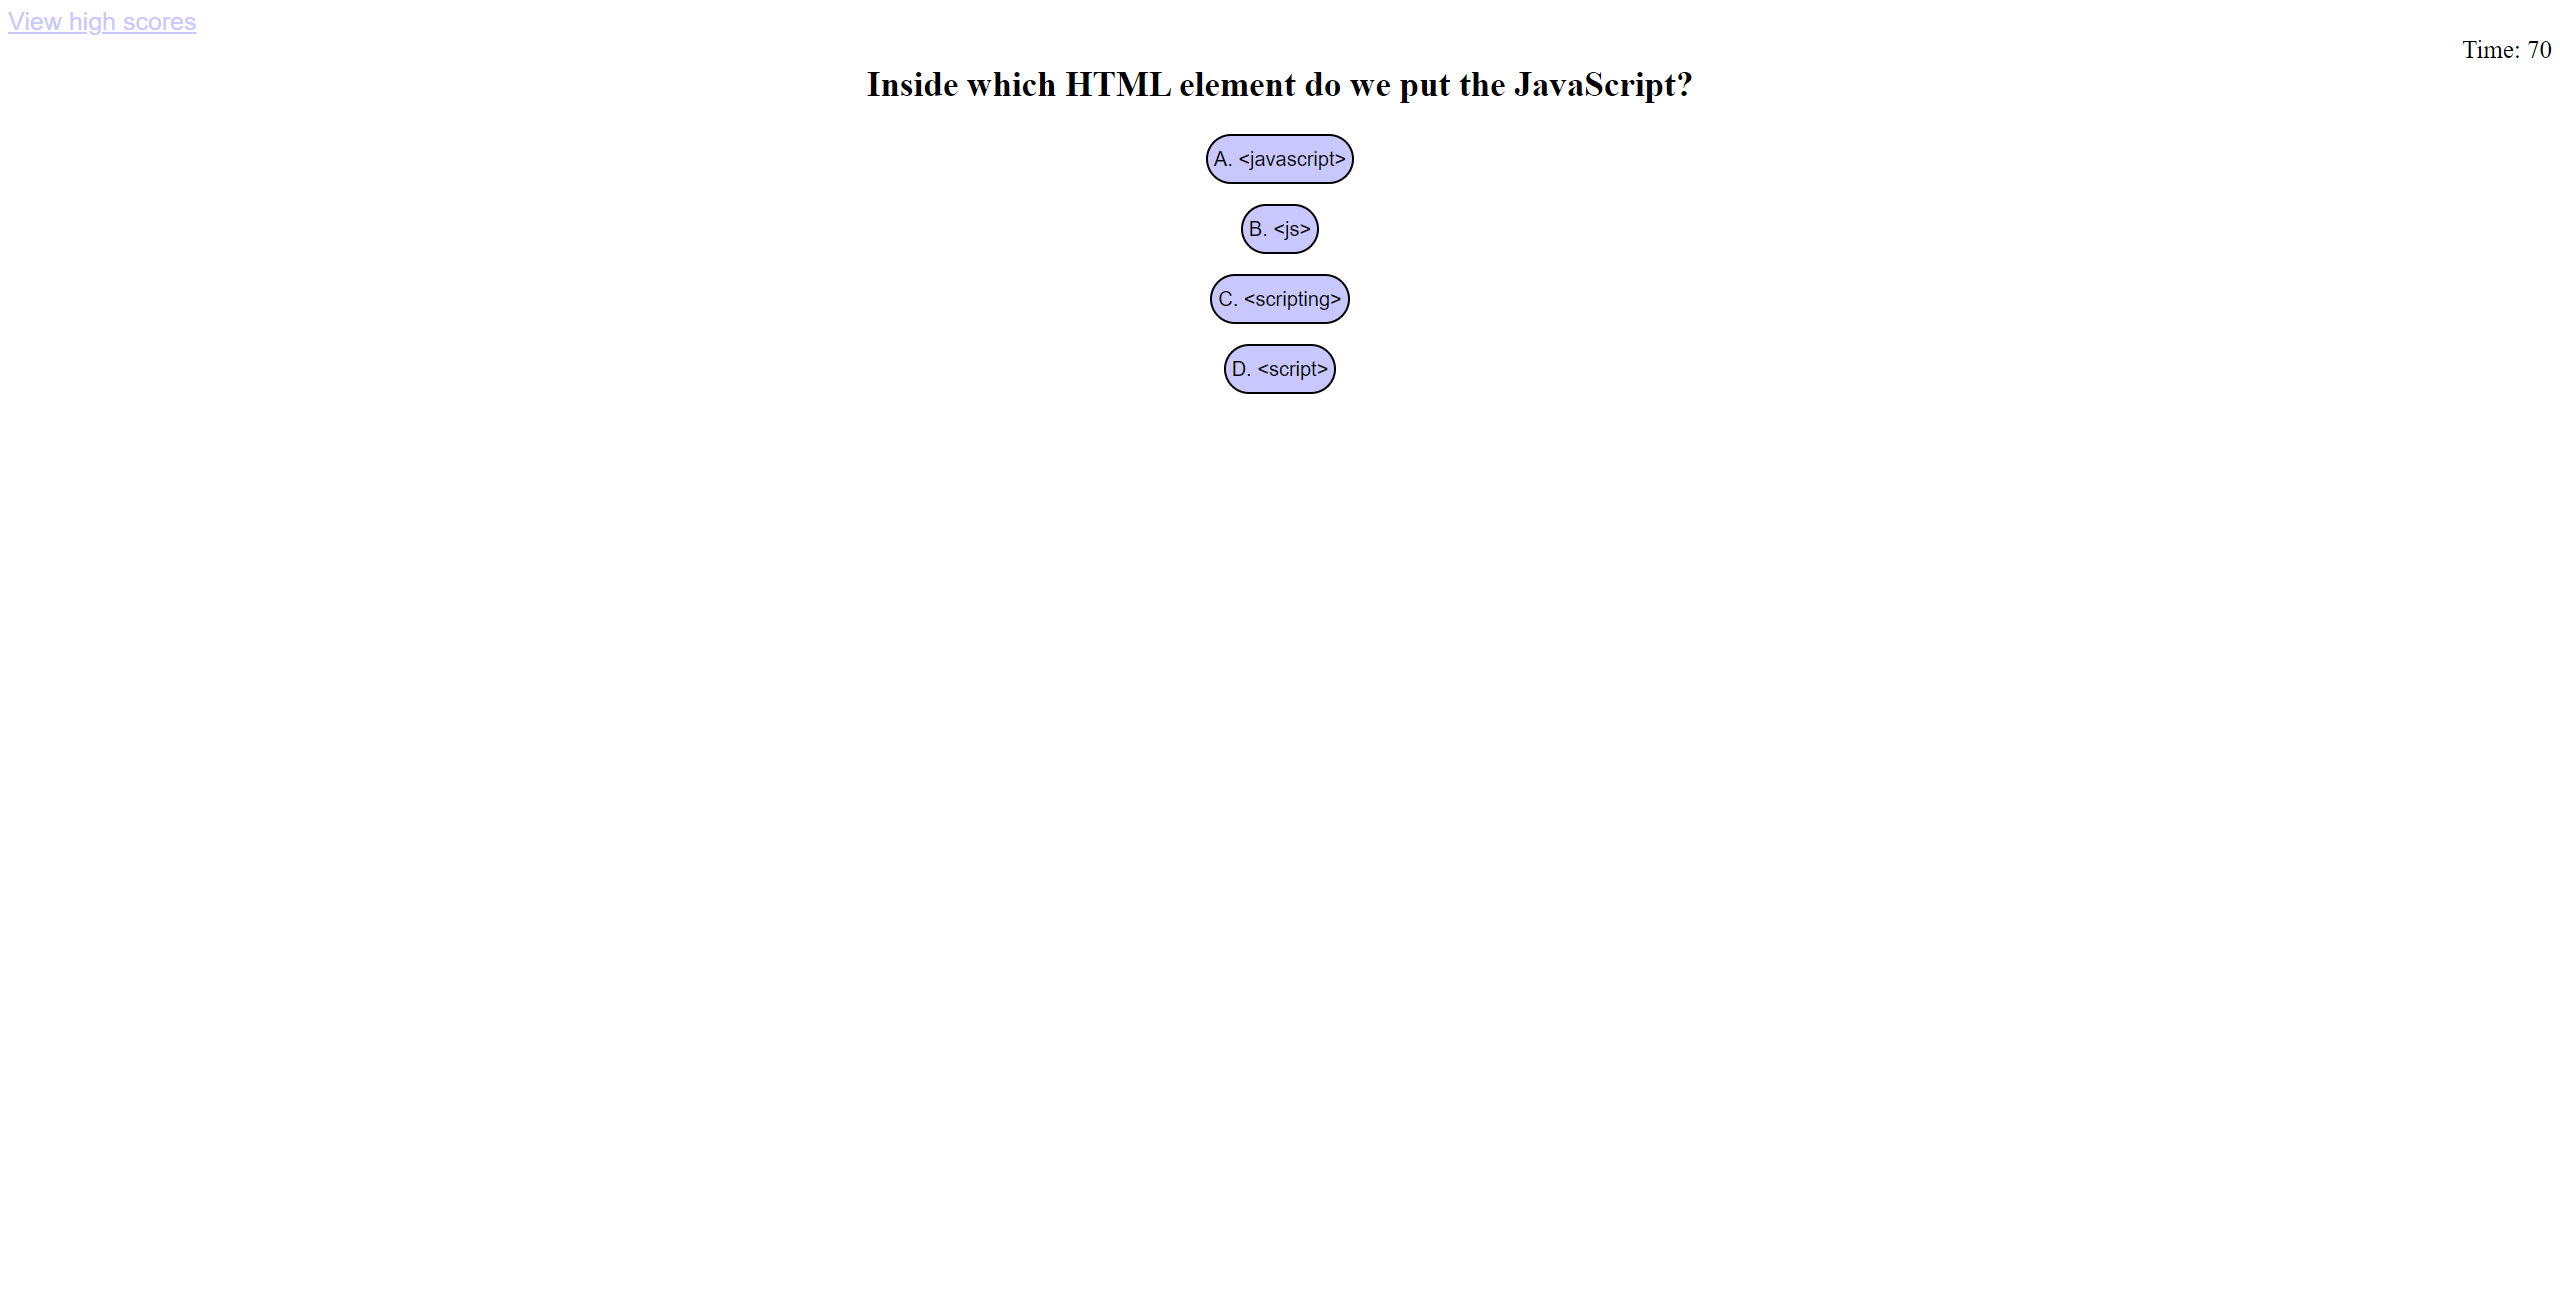 View high scores
Time: 70
Inside which HTML element do we put the JavaScript?
A. <javascript>
B. <js>
C. <scripting>
D. <script>